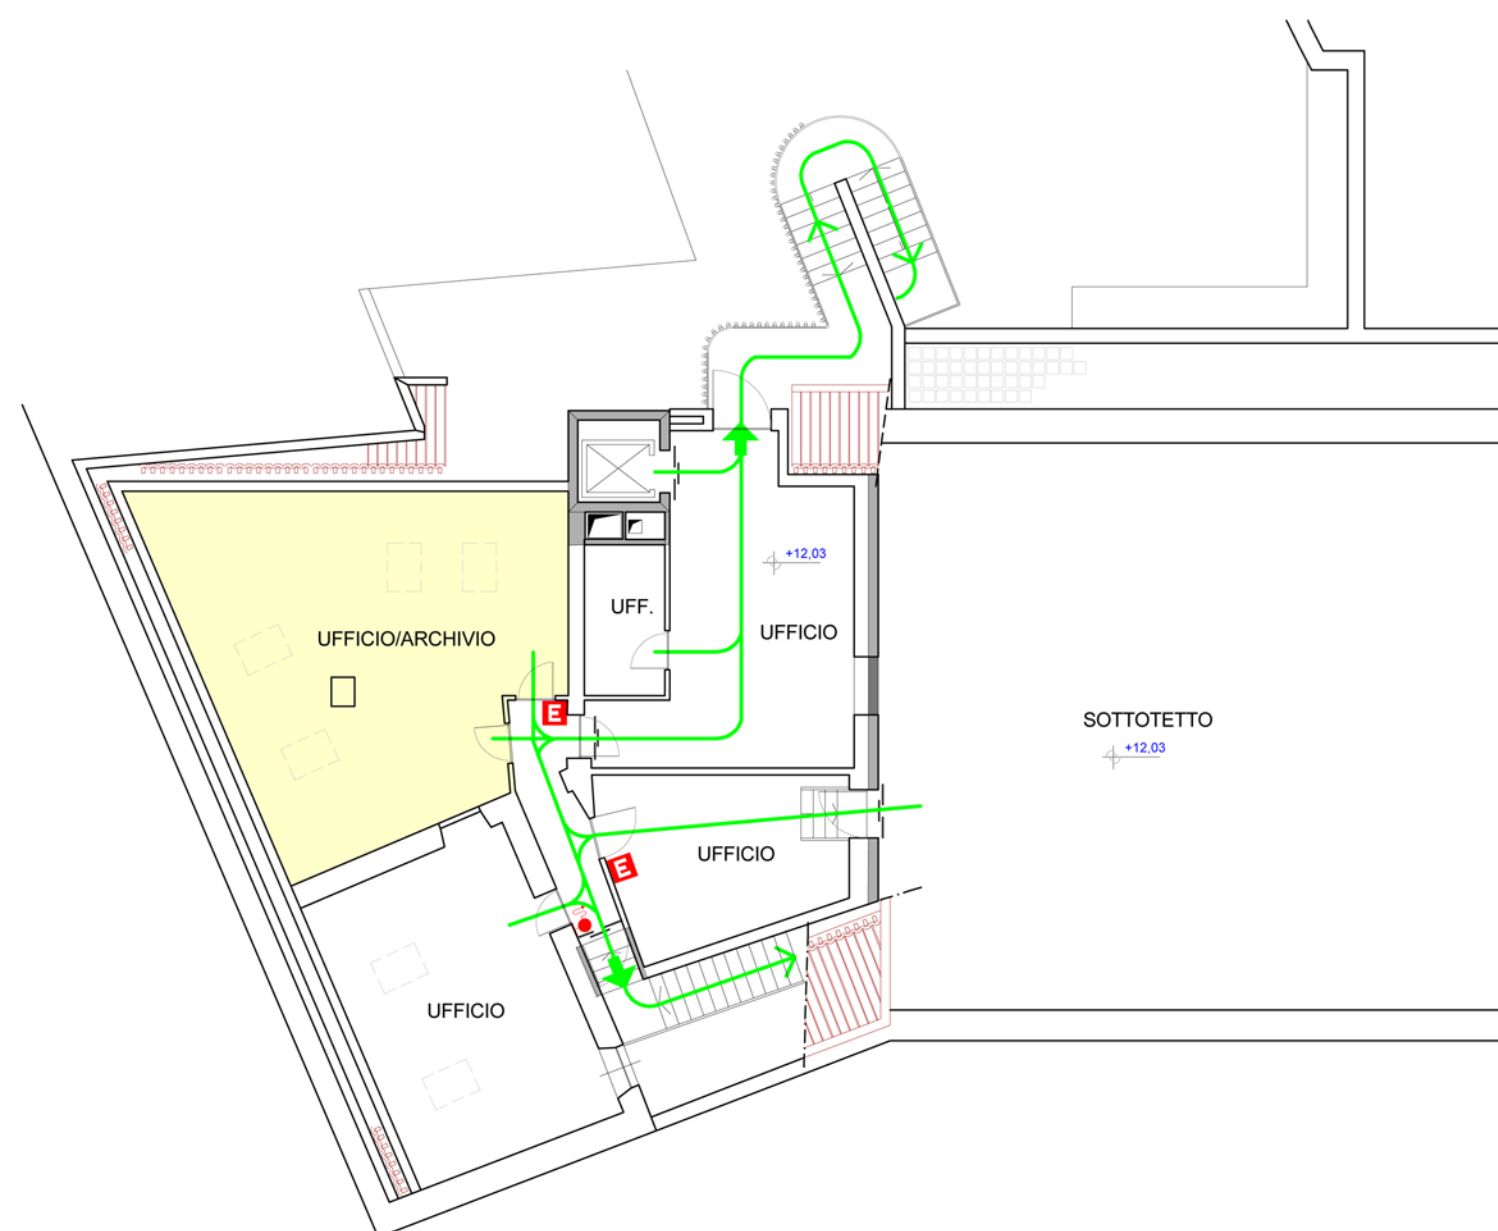 +12,03
UFF.
UFFICIO
UFFICIO/ARCHIVIO
E
SOTTOTETTO
+12,03
UFFICIO
E
UFFICIO